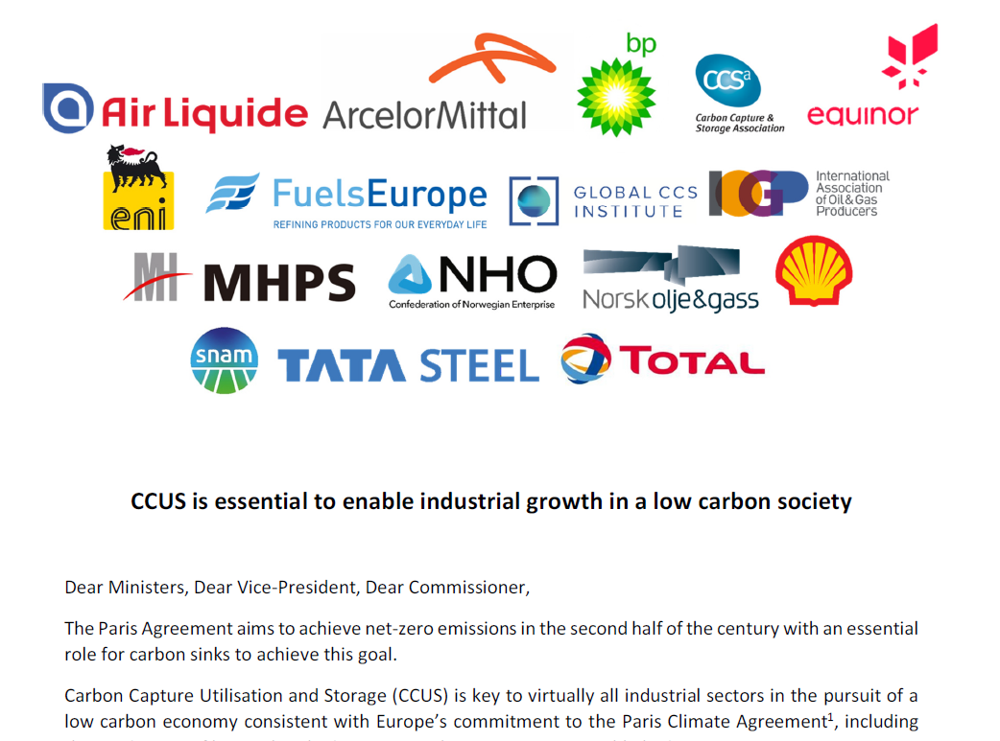 Air Liquide
ArcelorMittal
bp
CCSa
Carbon Capture &
Storage Association
equinor
eni
FuelsEurope
REFINING PRODUCTS FOR OUR EVERYDAY LIFE
GLOBAL CCS
INSTITUTE
IOGP
International
Association
of Oil & Gas
Producers
MHPS
NHO
Confederation of Norwegian Enterprise
Norsk olje&gass
snam
TATA STEEL
TOTAL
CCUS is essential to enable industrial growth in a low carbon society
Dear Ministers, Dear Vice-President, Dear Commissioner,
The Paris Agreement aims to achieve net-zero emissions in the second half of the century with an essential
role for carbon sinks to achieve this goal.
Carbon Capture Utilisation and Storage (CCUS) is key to virtually all industrial sectors in the pursuit of a
low carbon economy consistent with Europe’s commitment to the Paris Climate Agreement¹, including